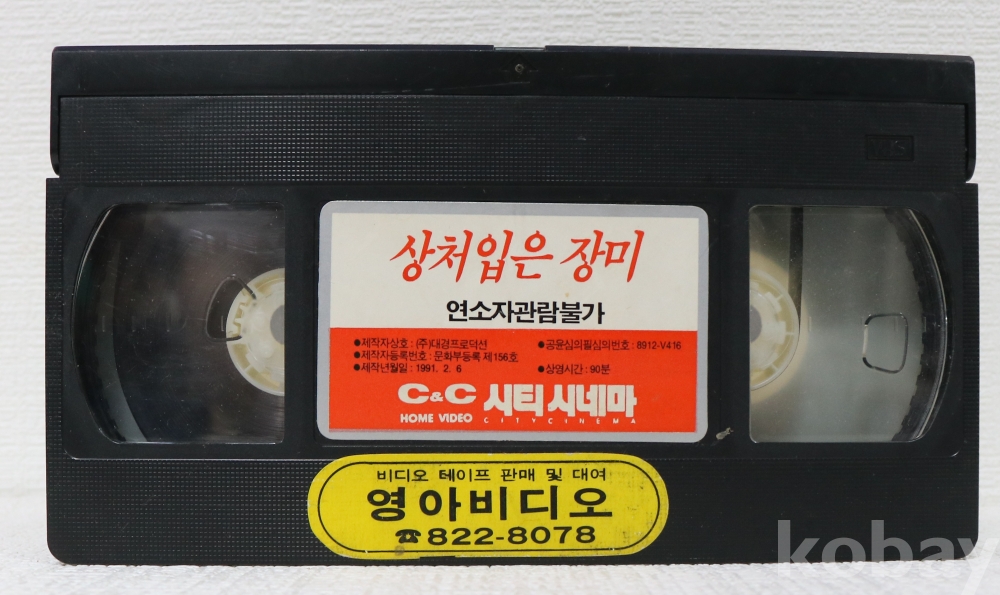 VHS
상처입은 장미
연소자관람불가
●제작자상호 : (주)대경프로덕션 ●공윤심의필심의번호 : 8912-V416
●제작자등록번호 : 문화부등록 제156호
●제작년월일 : 1991. 2. 6 ●상영시간 : 90분
C&C 시티 시네마
HOME VIDEO CITY CINEMA
비디오 테이프 판매 및 대여
영아비디오
☎822-8078
kobay